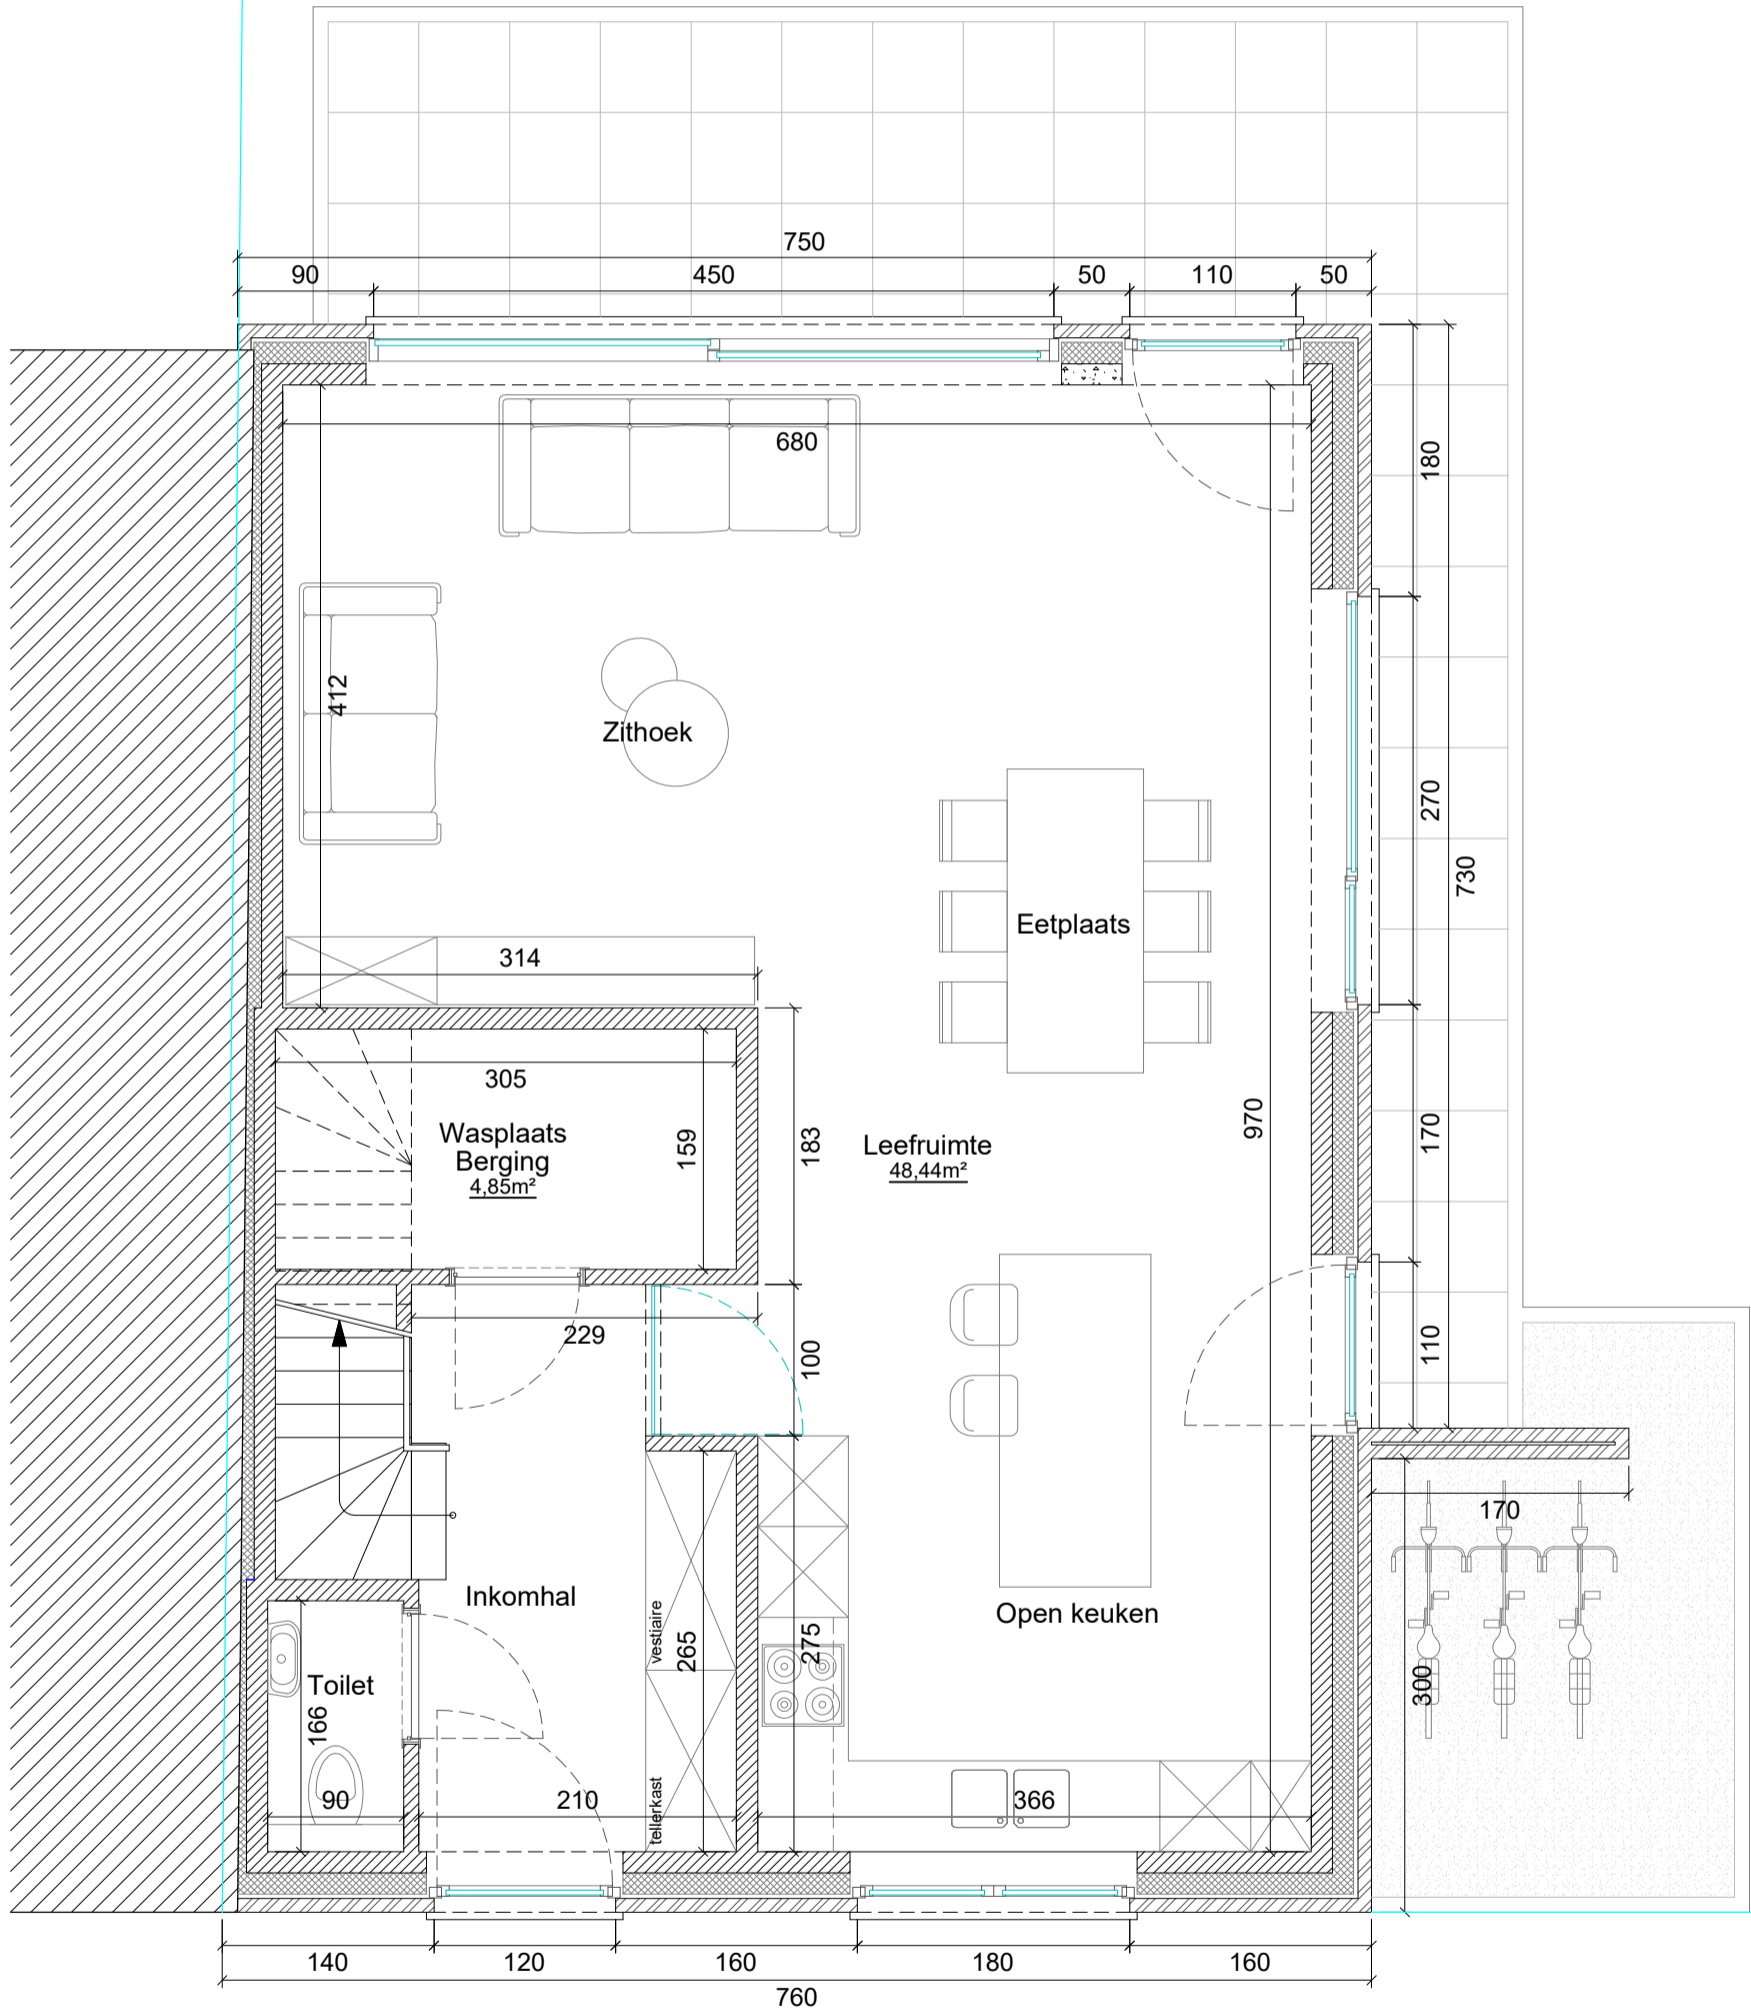 750
90
450
50
110
50
680
180
412
270
730
Zithoek
Eetplaats
314
305
Wasplaats
Berging
4,85m²
159
183
Leefruimte
48,44m²
970
170
229
100
110
170
Inkomhal
vestiaire
265
275
Open keuken
Toilet
166
300
90
210
tellerkast
366
140
120
160
180
160
760